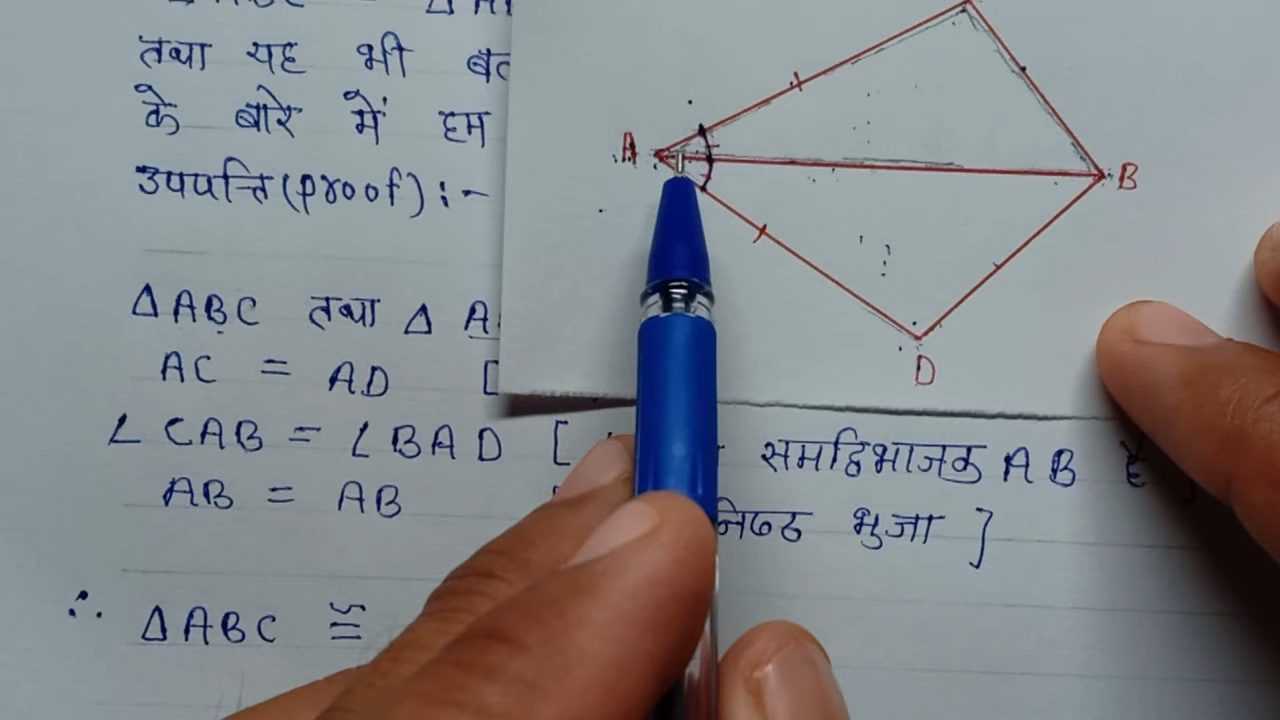 तथा यह भी
के बारे में हम
उपपत्ति (proof) :-
A
B
D
ΔABC तथा Δ A
AC = AD [
∠CAB = ∠BAD [ समद्विभाजक AB है ]
AB = AB भुजा ]
∴ ΔABC ≅